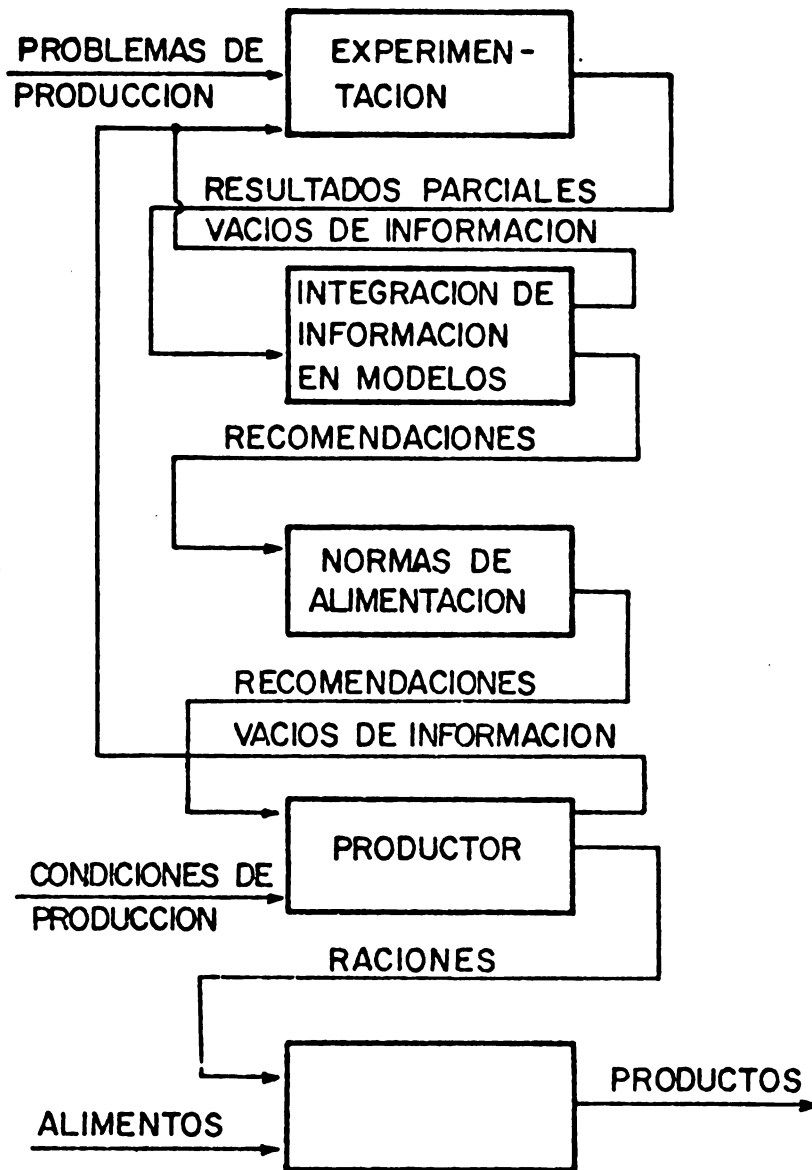 PROBLEMAS DE
PRODUCCION
EXPERIMEN-
TACION
RESULTADOS PARCIALES
VACIOS DE INFORMACION
INTEGRACION DE
INFORMACION
EN MODELOS
RECOMENDACIONES
NORMAS DE
ALIMENTACION
RECOMENDACIONES
VACIOS DE INFORMACION
PRODUCTOR
CONDICIONES DE
PRODUCCION
RACIONES
PRODUCTOS
ALIMENTOS